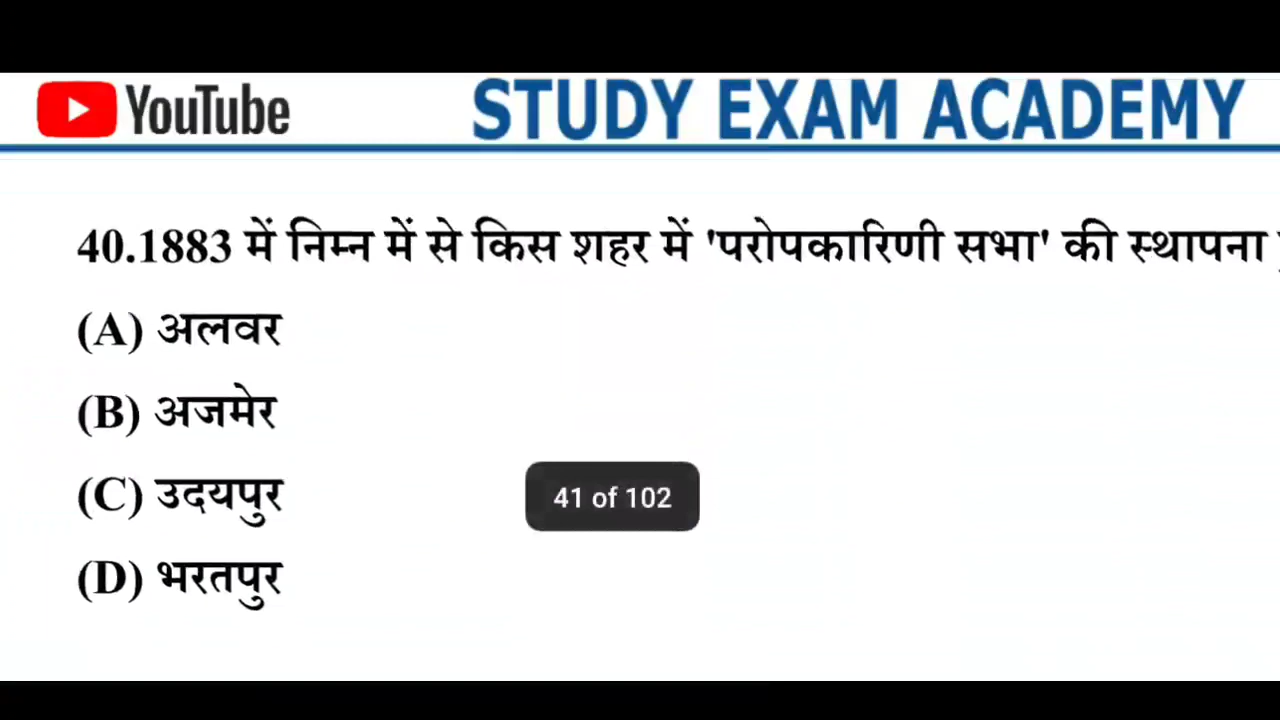 YouTube STUDY EXAM ACADEMY
40.1883 में निम्न में से किस शहर में 'परोपकारिणी सभा' की स्थापना
(A) अलवर
(B) अजमेर
(C) उदयपुर
41 of 102
(D) भरतपुर